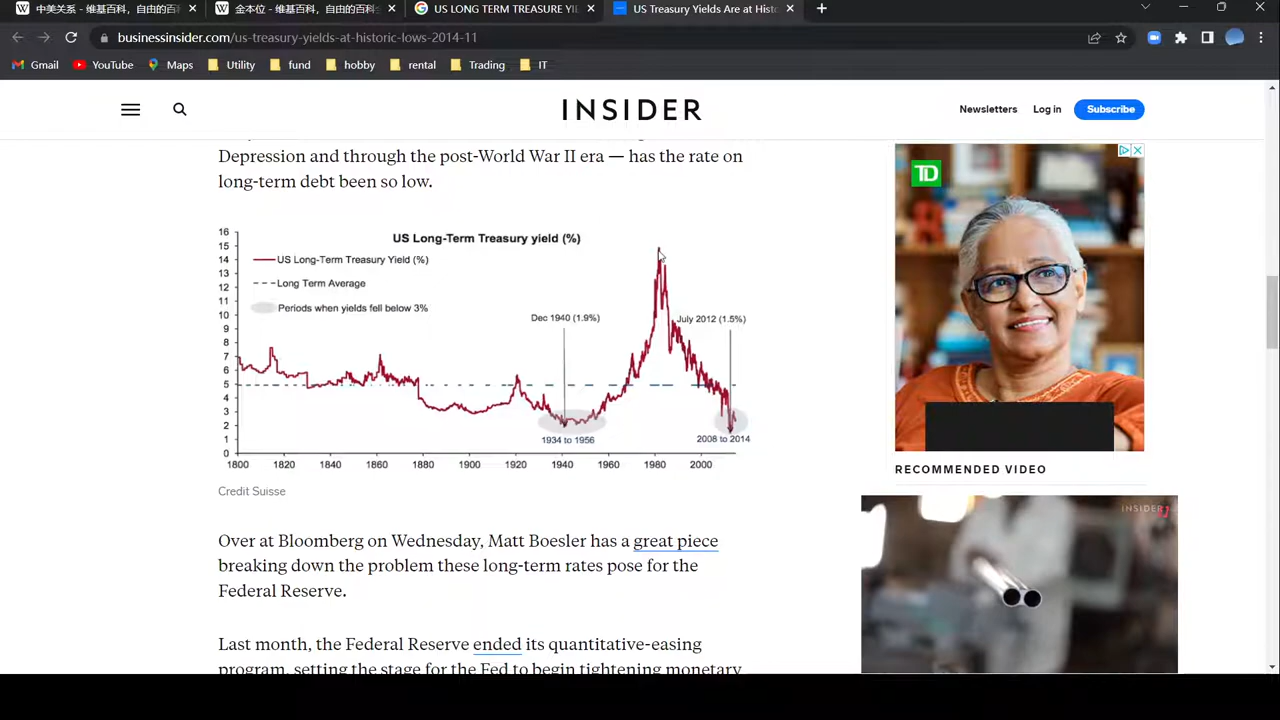 中美关系 - 维基百科，自由的百科
金本位 - 维基百科，自由的百科全
US LONG TERM TREASURE YIE
US Treasury Yields Are at Histo
businessinsider.com/us-treasury-yields-at-historic-lows-2014-11
Gmail YouTube Maps Utility fund hobby rental Trading IT
INSIDER
Newsletters Log in Subscribe
Depression and through the post-World War II era — has the rate on
long-term debt been so low.
TD
US Long-Term Treasury yield (%)
US Long-Term Treasury Yield (%)
Long Term Average
Periods when yields fell below 3%
Dec 1940 (1.9%)
July 2012 (1.5%)
1934 to 1956
2008 to 2014
16
15
14
13
12
11
10
9
8
7
6
5
4
3
2
1
0
1800 1820 1840 1860 1880 1900 1920 1940 1960 1980 2000
Credit Suisse
RECOMMENDED VIDEO
INSIDER
Over at Bloomberg on Wednesday, Matt Boesler has a great piece
breaking down the problem these long-term rates pose for the
Federal Reserve.
Last month, the Federal Reserve ended its quantitative-easing
program, setting the stage for the Fed to begin tightening monetary